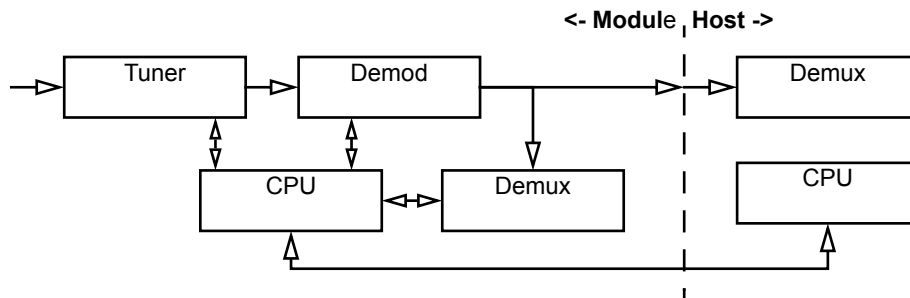 <- Module Host ->
Tuner
Demod
Demux
CPU
Demux
CPU